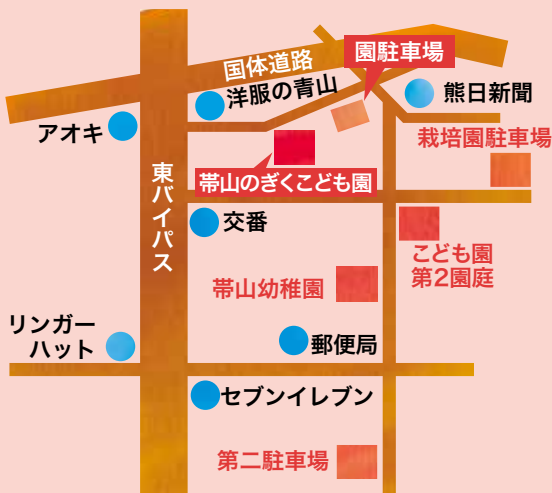 国体道路
園駐車場
洋服の青山
熊日新聞
アオキ
栽培園駐車場
東バイパス
帯山のぎくこども園
交番
こども園
第2園庭
帯山幼稚園
リンガー
ハット
郵便局
セブンイレブン
第二駐車場